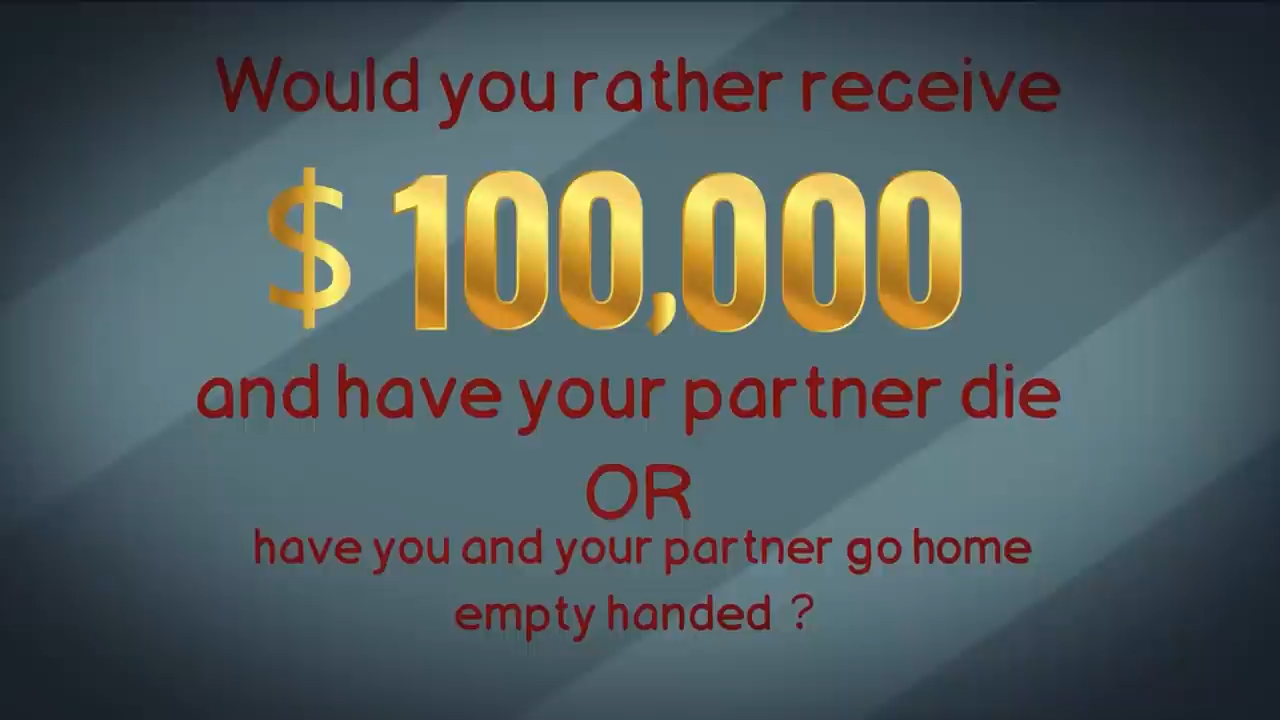 Would you rather receive
$ 100,000
and have your partner die
OR
have you and your partner go home
empty handed ?